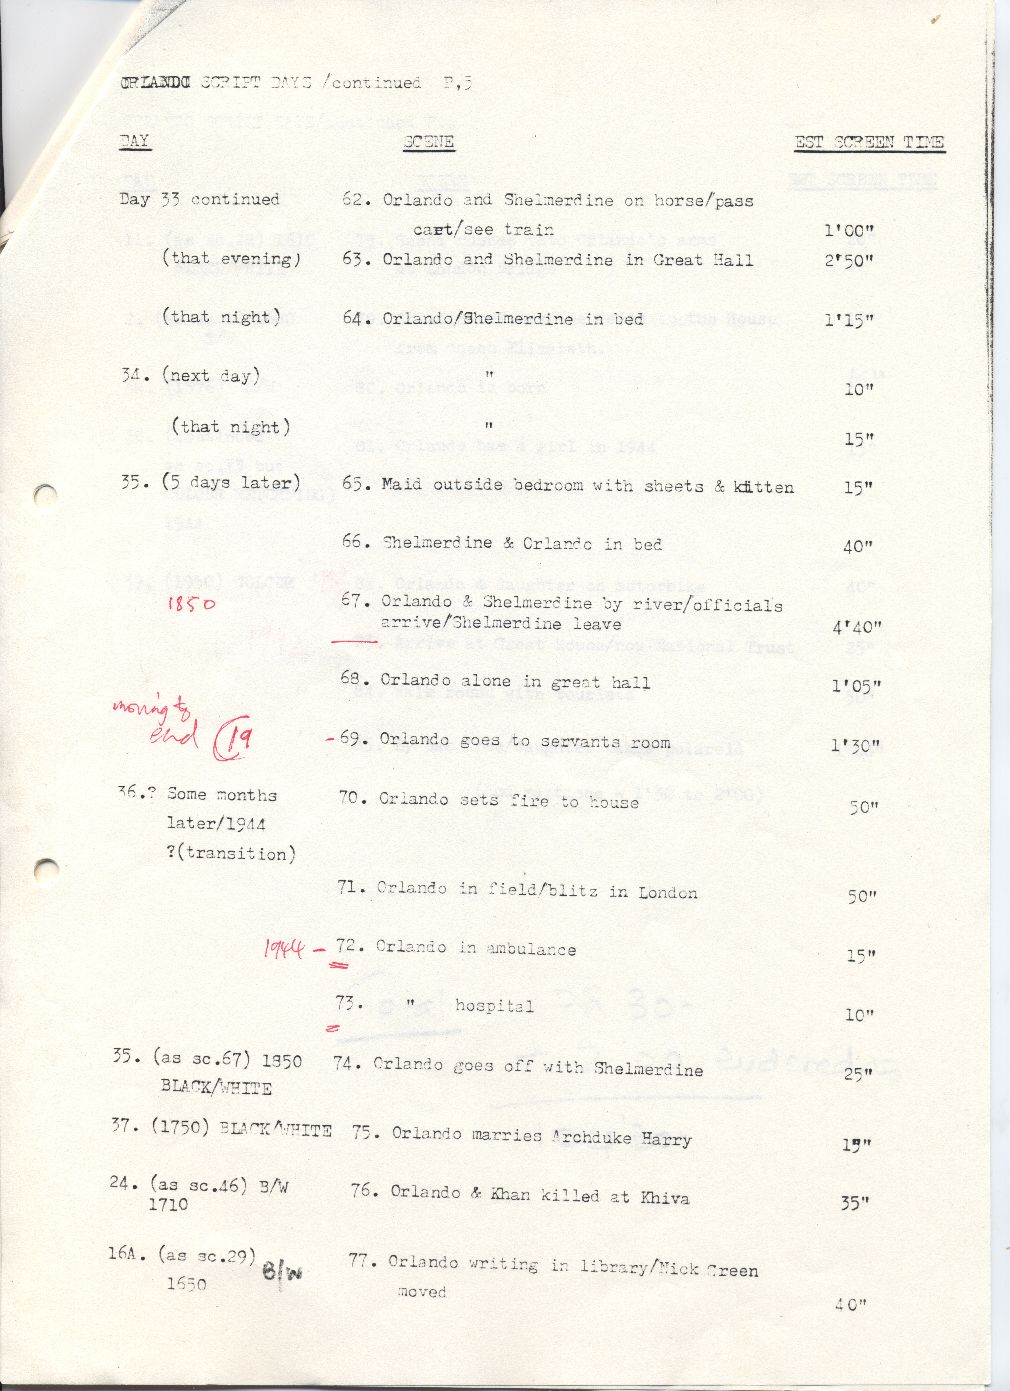 ORLANDO SCRIPT DAYS /continued P,5
DAY SCENE EST SCREEN TIME
Day 33 continued 62. Orlando and Shelmerdine on horse/pass
cart/see train 1'00"
(that evening) 63. Orlando and Shelmerdine in Great Hall 2'50"
(that night) 64. Orlando/Shelmerdine in bed 1'15"
34. (next day) " 10"
(that night) " 15"
35. (5 days later) 65. Maid outside bedroom with sheets & kitten 15"
66. Shelmerdine & Orlando in bed 40"
1850 67. Orlando & Shelmerdine by river/officials
arrive/Shelmerdine leave 4'40"
68. Orlando alone in great hall 1'05"
moving to
end 19 -69. Orlando goes to servants room 1'30"
36.? Some months 70. Orlando sets fire to house 50"
later/1944
?(transition)
71. Orlando in field/blitz in London 50"
1944 - 72. Orlando in ambulance 15"
73. " hospital 10"
35. (as sc.67) 1850 74. Orlando goes off with Shelmerdine 25"
BLACK/WHITE
37. (1750) BLACK/WHITE 75. Orlando marries Archduke Harry 15"
24. (as sc.46) B/W 76. Orlando & Khan killed at Khiva 35"
1710
16A. (as sc.29) B/W 77. Orlando writing in library/Nick Green
1650 moved
40"